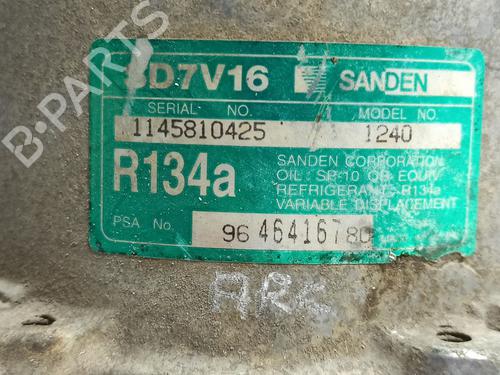 SD7V16 SANDEN
SERIAL NO. MODEL NO.
1145810425 1240
R134a
SANDEN CORPORATION
OIL: SP-10 OR EQUIV
REFRIGERANT: R134a
VARIABLE DISPLACEMENT
PSA No. 96 46416780
B-PARTS